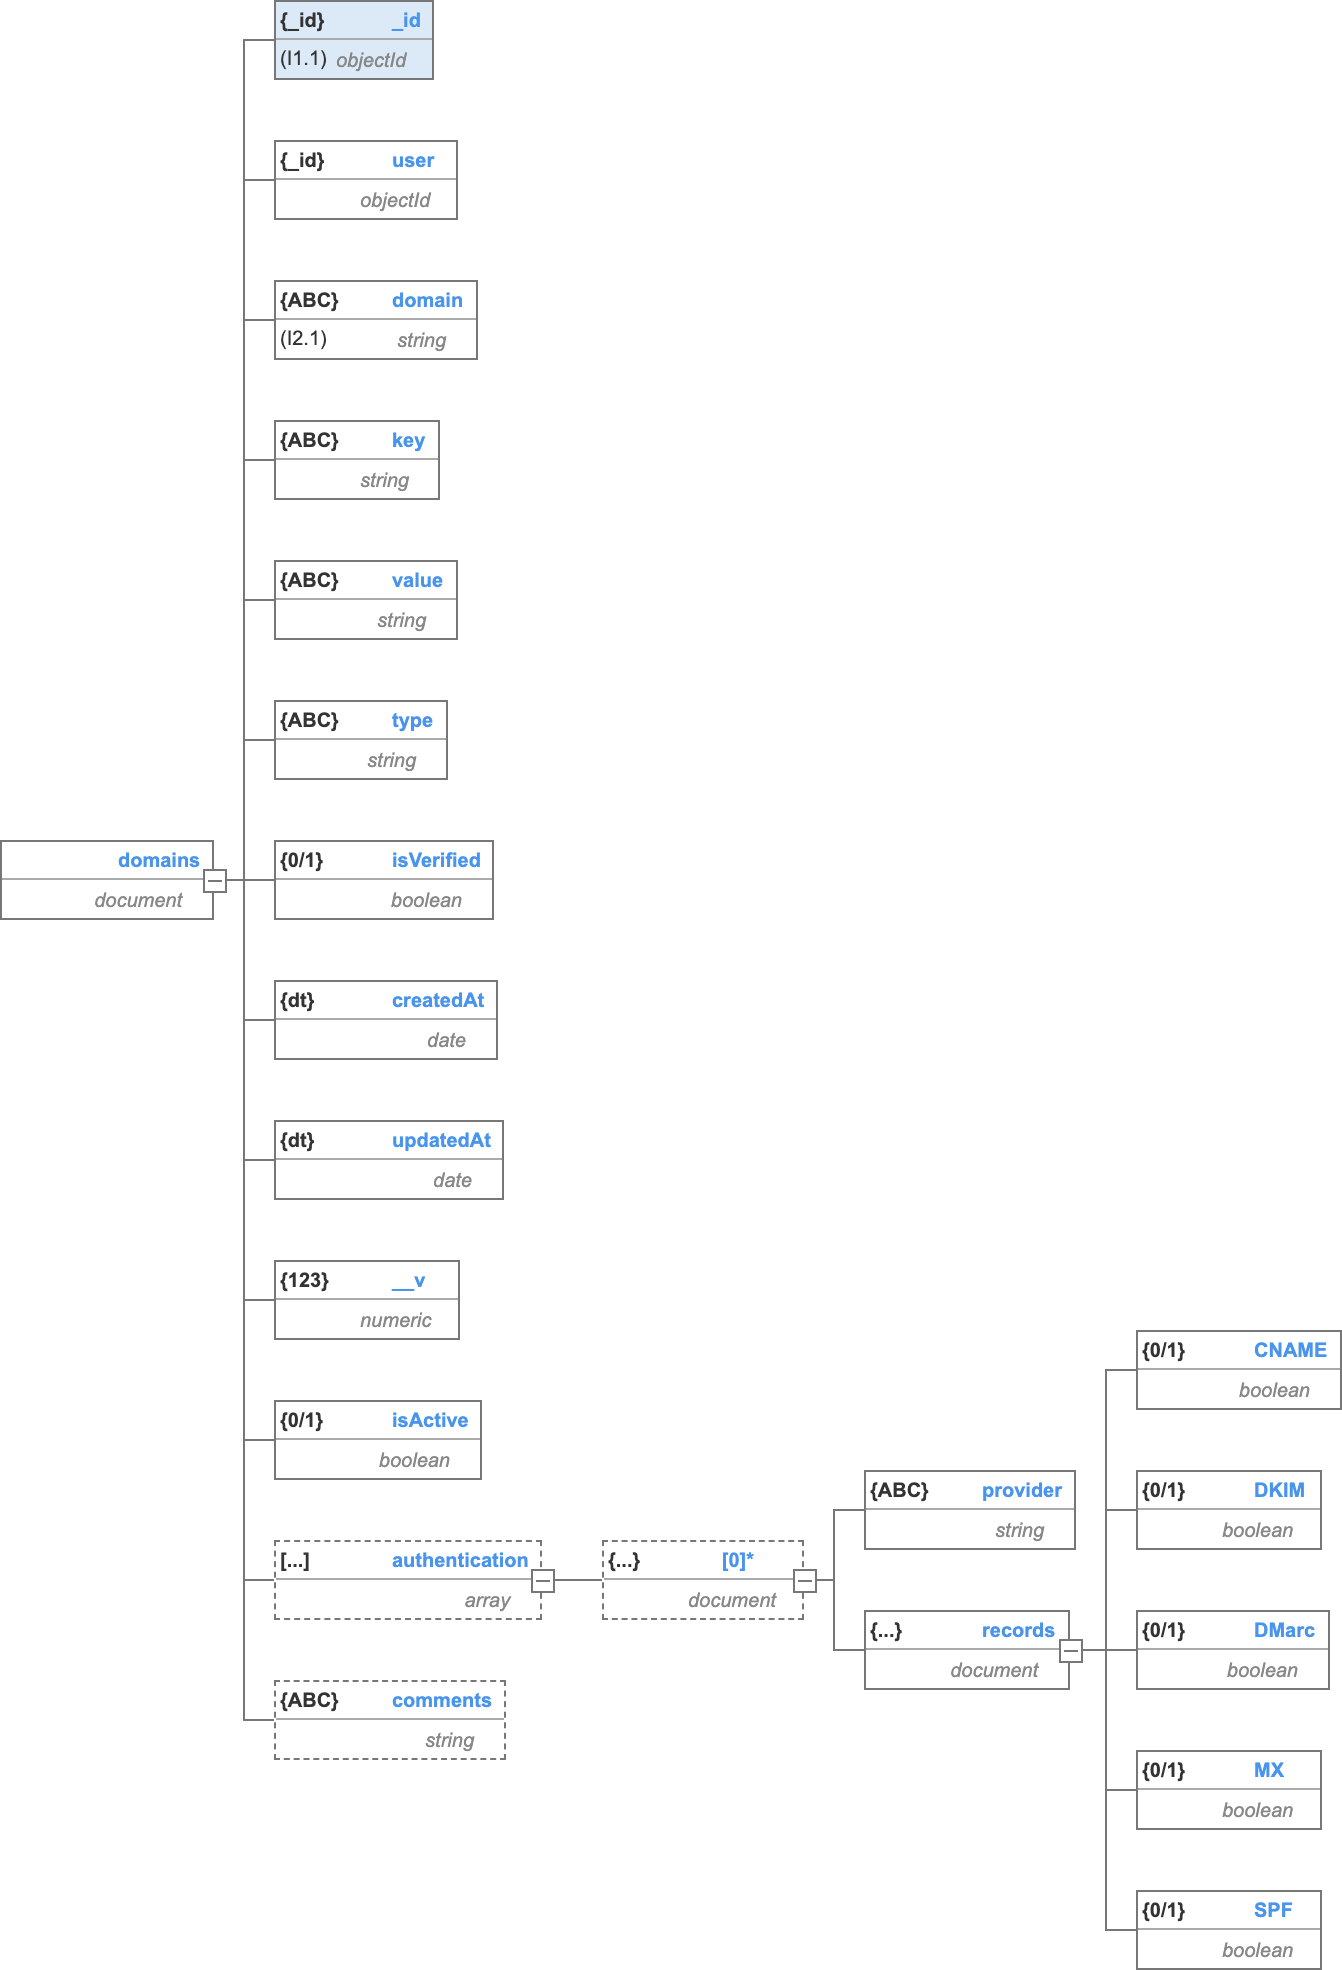 {_id} _id
(I1.1) objectId
{_id} user
objectId
{ABC} domain
(I2.1) string
{ABC} key
string
{ABC} value
string
{ABC} type
string
domains
document
{0/1} isVerified
boolean
{dt} createdAt
date
{dt} updatedAt
date
{123} __v
numeric
{0/1} isActive
boolean
[...] authentication
array
{...} [0]*
document
{ABC} provider
string
{...} records
document
{0/1} CNAME
boolean
{0/1} DKIM
boolean
{0/1} DMarc
boolean
{0/1} MX
boolean
{0/1} SPF
boolean
{ABC} comments
string